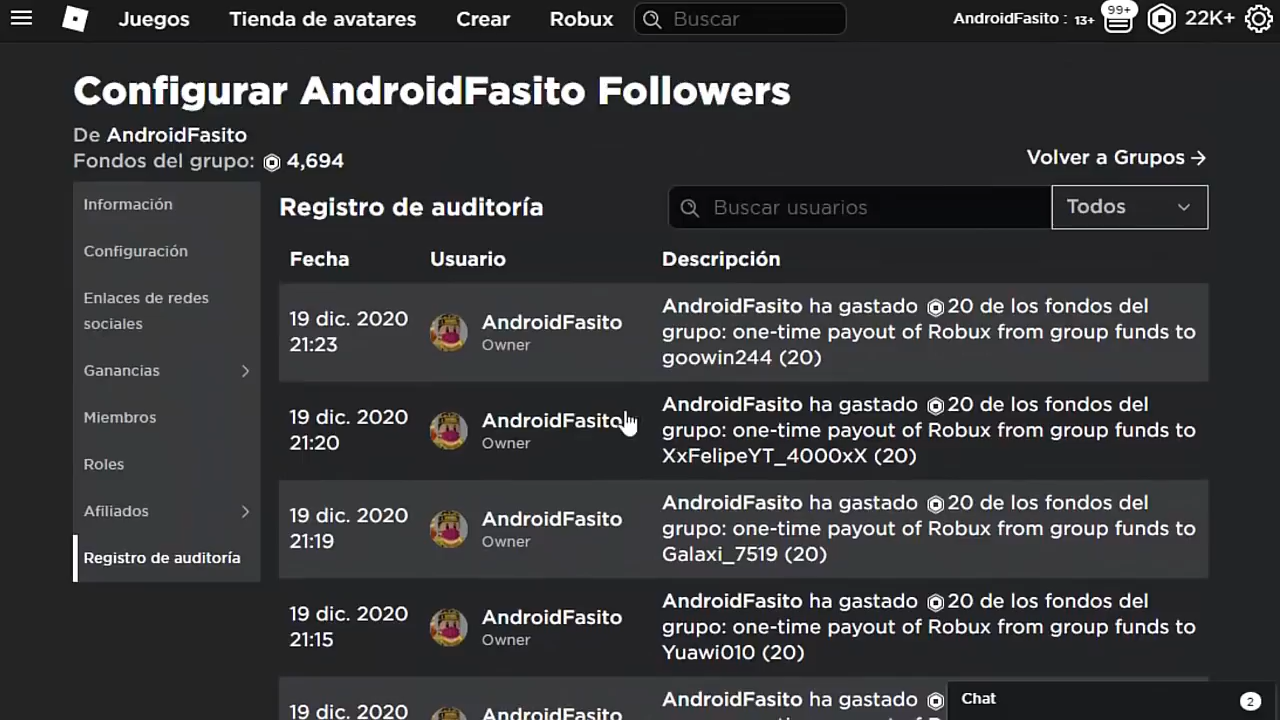 Juegos Tienda de avatares Crear Robux Buscar AndroidFasito : 13+ 99+ 22K+
Configurar AndroidFasito Followers
De AndroidFasito
Fondos del grupo: 4,694
Volver a Grupos →
Información
Configuración
Enlaces de redes
sociales
Ganancias
Miembros
Roles
Afiliados
Registro de auditoría
Registro de auditoría Buscar usuarios Todos
Fecha Usuario Descripción
19 dic. 2020
21:23
AndroidFasito
Owner
AndroidFasito ha gastado 20 de los fondos del
grupo: one-time payout of Robux from group funds to
goowin244 (20)
19 dic. 2020
21:20
AndroidFasito
Owner
AndroidFasito ha gastado 20 de los fondos del
grupo: one-time payout of Robux from group funds to
XxFelipeYT_4000xX (20)
19 dic. 2020
21:19
AndroidFasito
Owner
AndroidFasito ha gastado 20 de los fondos del
grupo: one-time payout of Robux from group funds to
Galaxi_7519 (20)
19 dic. 2020
21:15
AndroidFasito
Owner
AndroidFasito ha gastado 20 de los fondos del
grupo: one-time payout of Robux from group funds to
Yuawi010 (20)
19 dic. 2020
AndroidFasito
AndroidFasito ha gastado
Chat 2